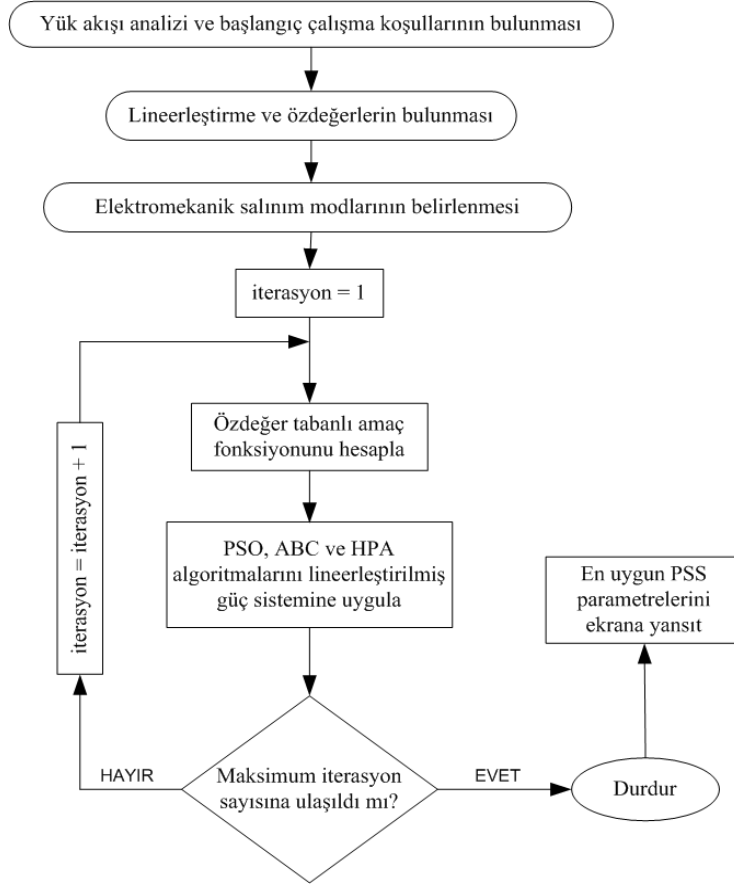 Yük akışı analizi ve başlangıç çalışma koşullarının bulunması
Lineerleştirme ve özdeğerlerin bulunması
Elektromekanik salınım modlarının belirlenmesi
iterasyon = 1
Özdeğer tabanlı amaç
fonksiyonunu hesapla
iterasyon = iterasyon + 1
PSO, ABC ve HPA
algoritmalarını lineerleştirilmiş
güç sistemine uygula
En uygun PSS
parametrelerini
ekrana yansıt
HAYIR
Maksimum iterasyon
sayısına ulaşıldı mı?
EVET
Durdur